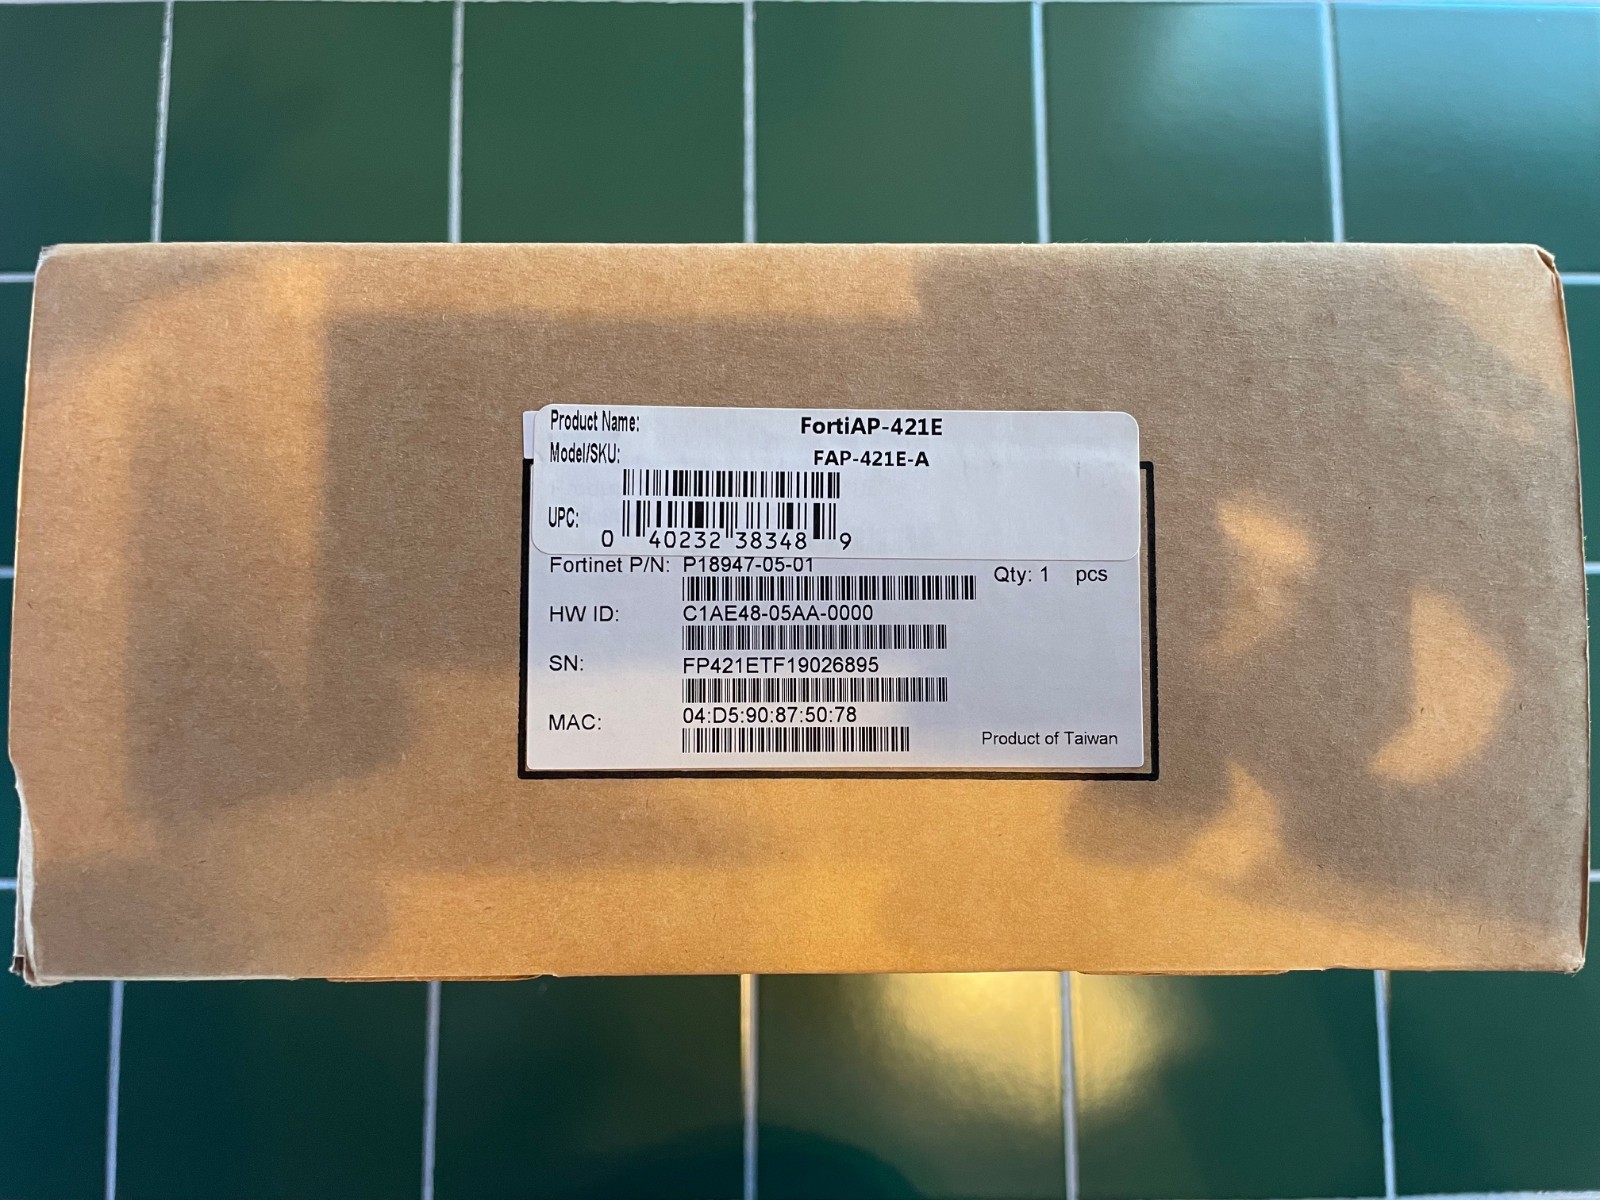 Product Name: FortiAP-421E
Model/SKU: FAP-421E-A
UPC: 0 40232 38348 9
Fortinet P/N: P18947-05-01 Qty: 1 pcs
HW ID: C1AE48-05AA-0000
SN: FP421ETF19026895
MAC: 04:D5:90:87:50:78
Product of Taiwan